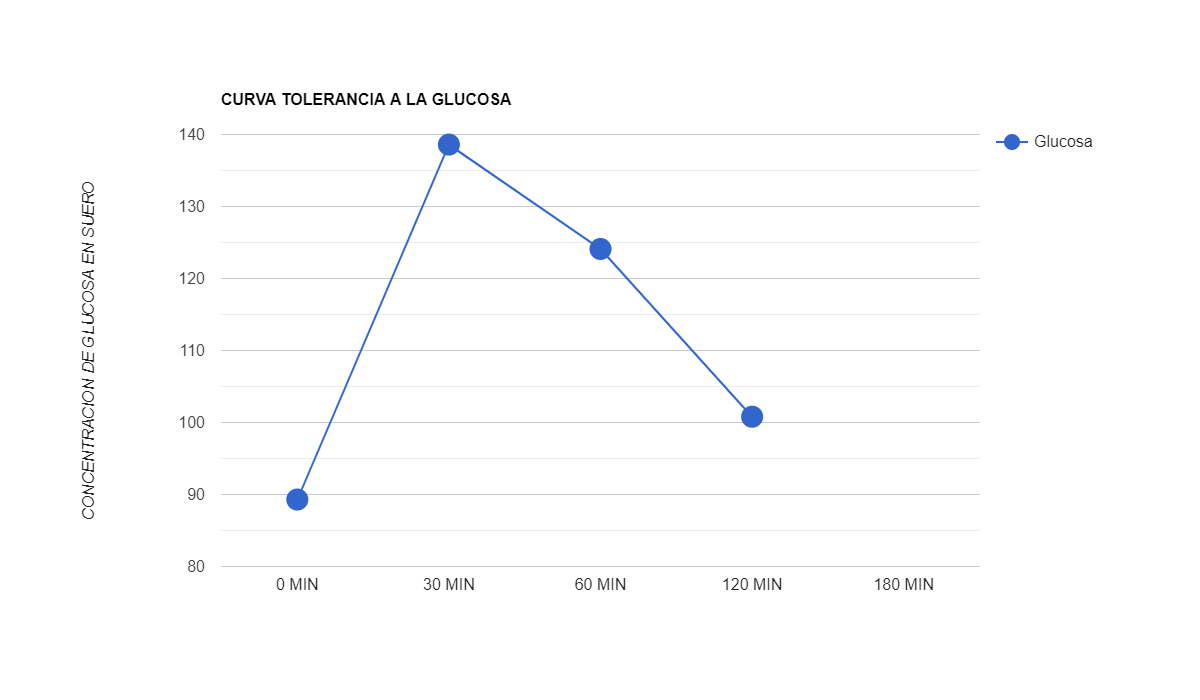 CURVA TOLERANCIA A LA GLUCOSA
CONCENTRACION DE GLUCOSA EN SUERO
140
130
120
110
100
90
80
0 MIN
30 MIN
60 MIN
120 MIN
180 MIN
Glucosa